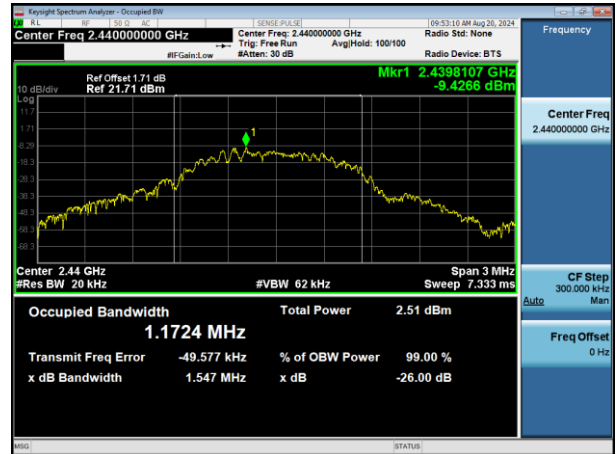 Keysight Spectrum Analyzer - Occupied BW
RL RF 50 Ω AC SENSE:PULSE 09:53:10 AM Aug 20, 2024
Center Freq 2.440000000 GHz Center Freq: 2.440000000 GHz Radio Std: None
Trig: Free Run Avg|Hold: 100/100
#IFGain:Low #Atten: 30 dB Radio Device: BTS
Frequency
Ref Offset 1.71 dB Mkr1 2.4398107 GHz
10 dB/div Ref 21.71 dBm -9.4266 dBm
Log
11.7
1.71
-8.29
-18.3
-28.3
-38.3
-48.3
-58.3
-68.3
1
Center 2.44 GHz Span 3 MHz
#Res BW 20 kHz #VBW 62 kHz Sweep 7.333 ms
Occupied Bandwidth Total Power 2.51 dBm
1.1724 MHz
Transmit Freq Error -49.577 kHz % of OBW Power 99.00 %
x dB Bandwidth 1.547 MHz x dB -26.00 dB
Center Freq
2.440000000 GHz
CF Step
300.000 kHz
Auto Man
Freq Offset
0 Hz
MSG STATUS